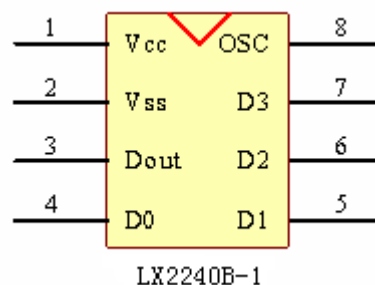 1 Vcc OSC 8
2 Vss D3 7
3 Dout D2 6
4 D0 D1 5
LX2240B-1